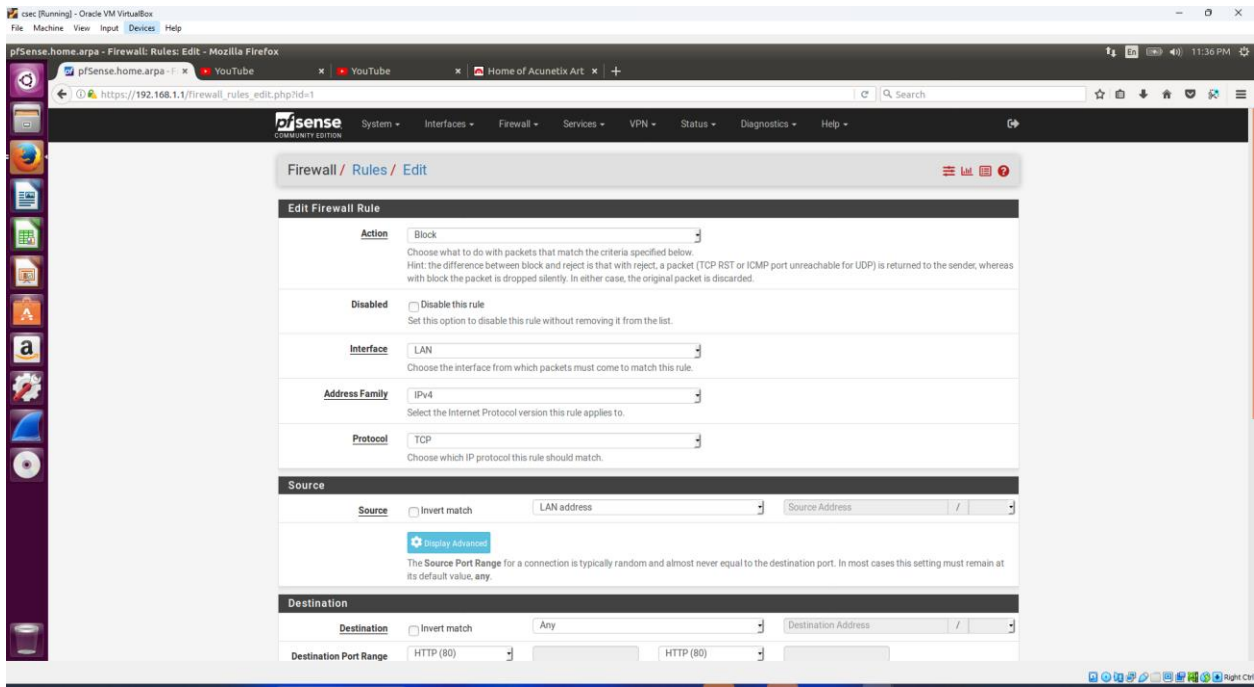 csec [Running] - Oracle VM VirtualBox
File Machine View Input Devices Help
pfSense.home.arpa - Firewall: Rules: Edit - Mozilla Firefox
En 11:36 PM
pfSense.home.arpa - F
YouTube
YouTube
Home of Acunetix Art
https://192.168.1.1/firewall_rules_edit.php?id=1
Search
pfsense
COMMUNITY EDITION
System Interfaces Firewall Services VPN Status Diagnostics Help
Firewall / Rules / Edit
Edit Firewall Rule
Action Block
Choose what to do with packets that match the criteria specified below.
Hint: the difference between block and reject is that with reject, a packet (TCP RST or ICMP port unreachable for UDP) is returned to the sender, whereas
with block the packet is dropped silently. In either case, the original packet is discarded.
Disabled Disable this rule
Set this option to disable this rule without removing it from the list.
Interface LAN
Choose the interface from which packets must come to match this rule.
Address Family IPv4
Select the Internet Protocol version this rule applies to.
Protocol TCP
Choose which IP protocol this rule should match.
Source
Source Invert match LAN address Source Address /
Display Advanced
The Source Port Range for a connection is typically random and almost never equal to the destination port. In most cases this setting must remain at
its default value, any.
Destination
Destination Invert match Any Destination Address /
Destination Port Range HTTP (80) HTTP (80)
Right Ctrl